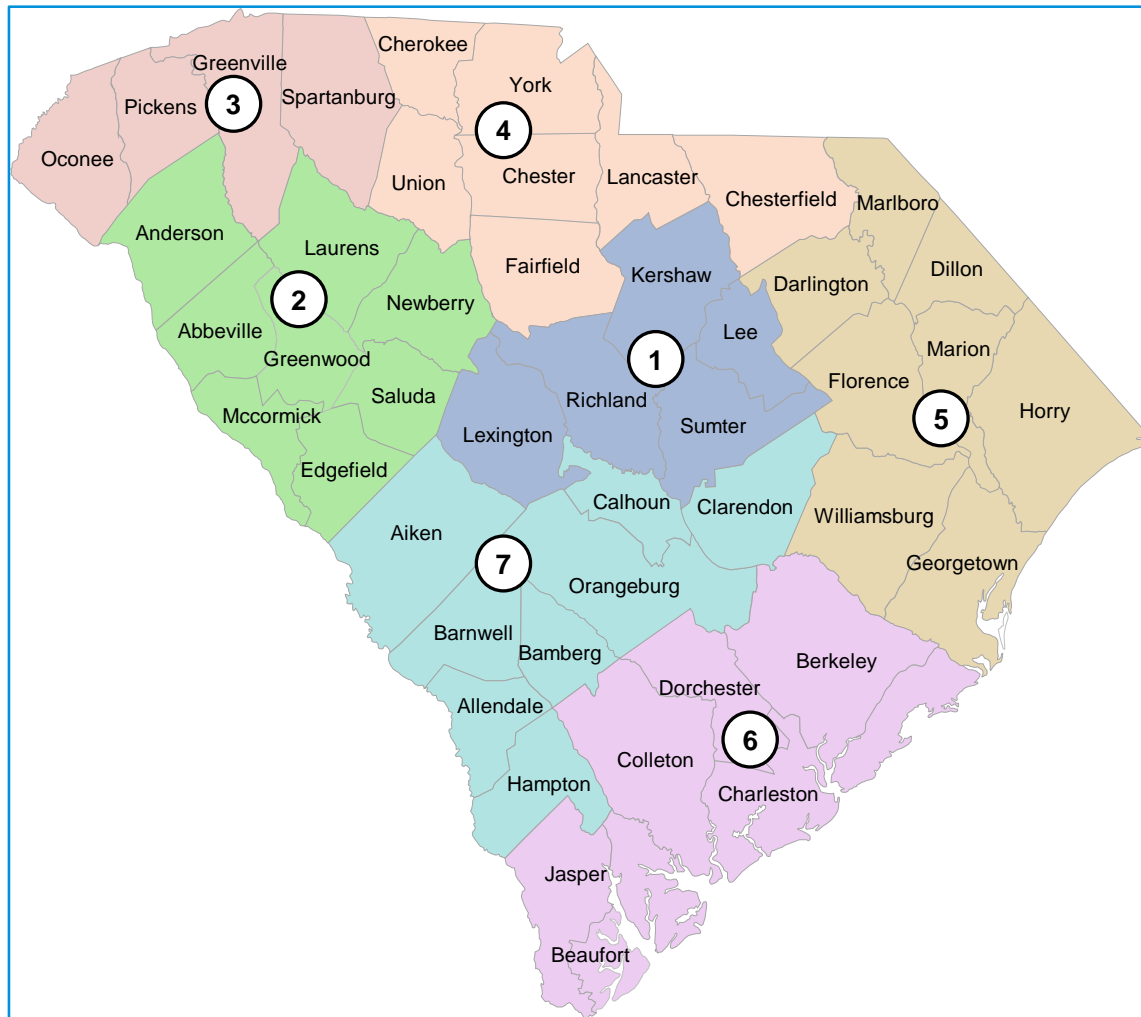 Cherokee
Greenville
York
Spartanburg
Pickens
3
4
Oconee
Chester
Lancaster
Union
Chesterfield
Marlboro
Anderson
Laurens
Fairfield
Kershaw
Darlington
Dillon
2
Newberry
Abbeville
Lee
Greenwood
1
Marion
Florence
Saluda
Richland
Mccormick
Horry
5
Lexington
Sumter
Edgefield
Calhoun
Clarendon
Williamsburg
Aiken
7
Georgetown
Orangeburg
Barnwell
Bamberg
Berkeley
Dorchester
Allendale
6
Colleton
Hampton
Charleston
Jasper
Beaufort